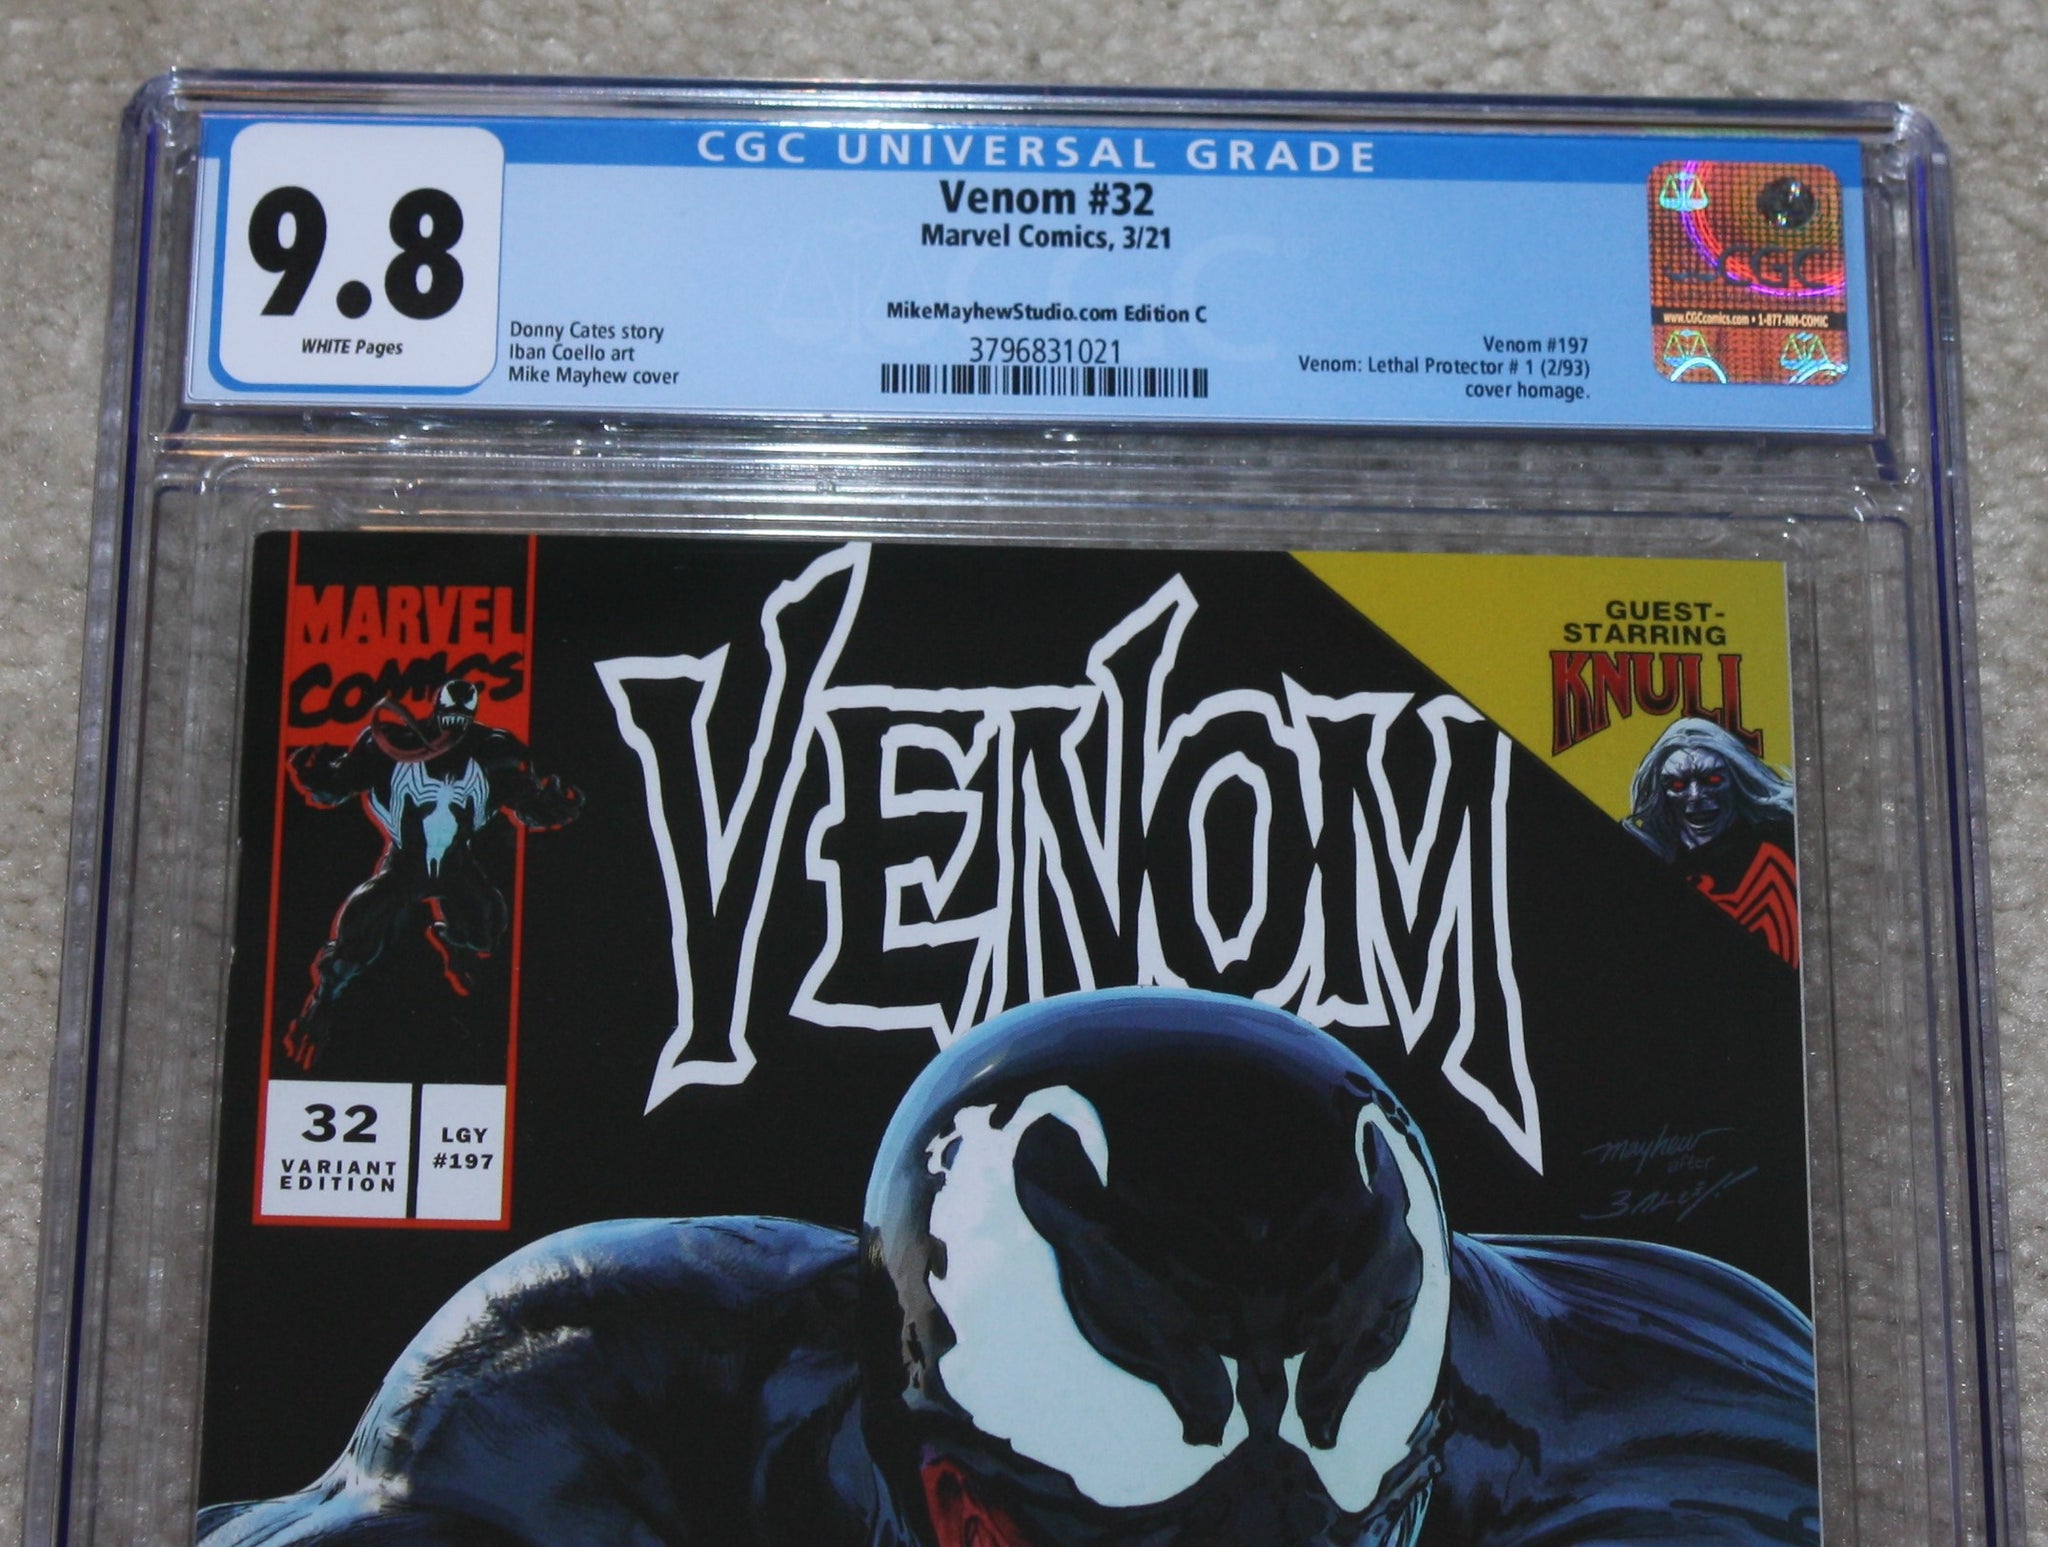 CGC UNIVERSAL GRADE
9.8
WHITE Pages
Venom #32
Marvel Comics, 3/21
MikeMayhewStudio.com Edition C
3796831021
Donny Cates story
Iban Coello art
Mike Mayhew cover
Venom #197
Venom: Lethal Protector # 1 (2/93)
cover homage.
CGC
www.CGCcomics.com • 1-877-NM-COMIC
MARVEL
COMICS
VENOM
GUEST-
STARRING
KNULL
32
VARIANT
EDITION
LGY
#197
mayhew
after